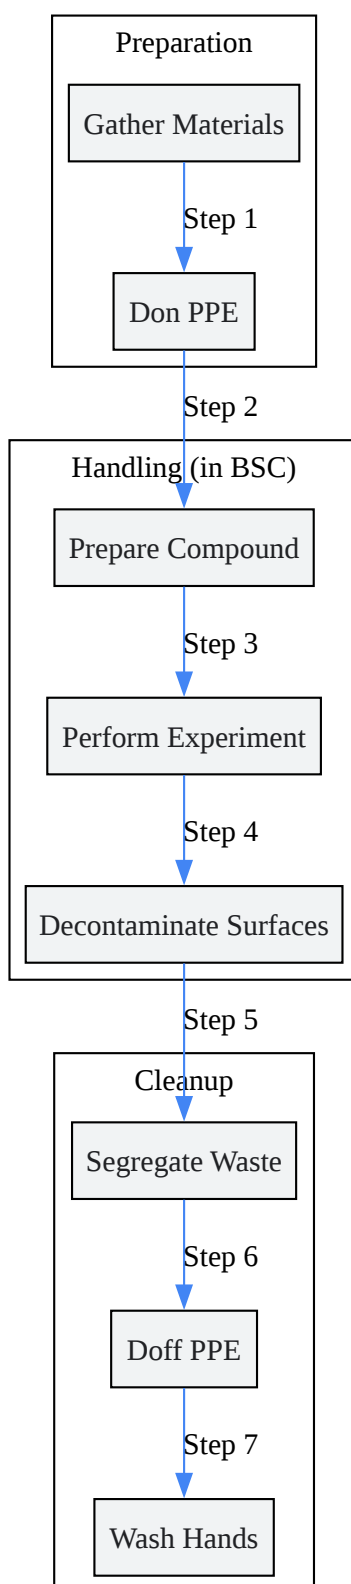 Preparation
Gather Materials
Step 1
Don PPE
Step 2
Handling (in BSC)
Prepare Compound
Step 3
Perform Experiment
Step 4
Decontaminate Surfaces
Step 5
Cleanup
Segregate Waste
Step 6
Doff PPE
Step 7
Wash Hands